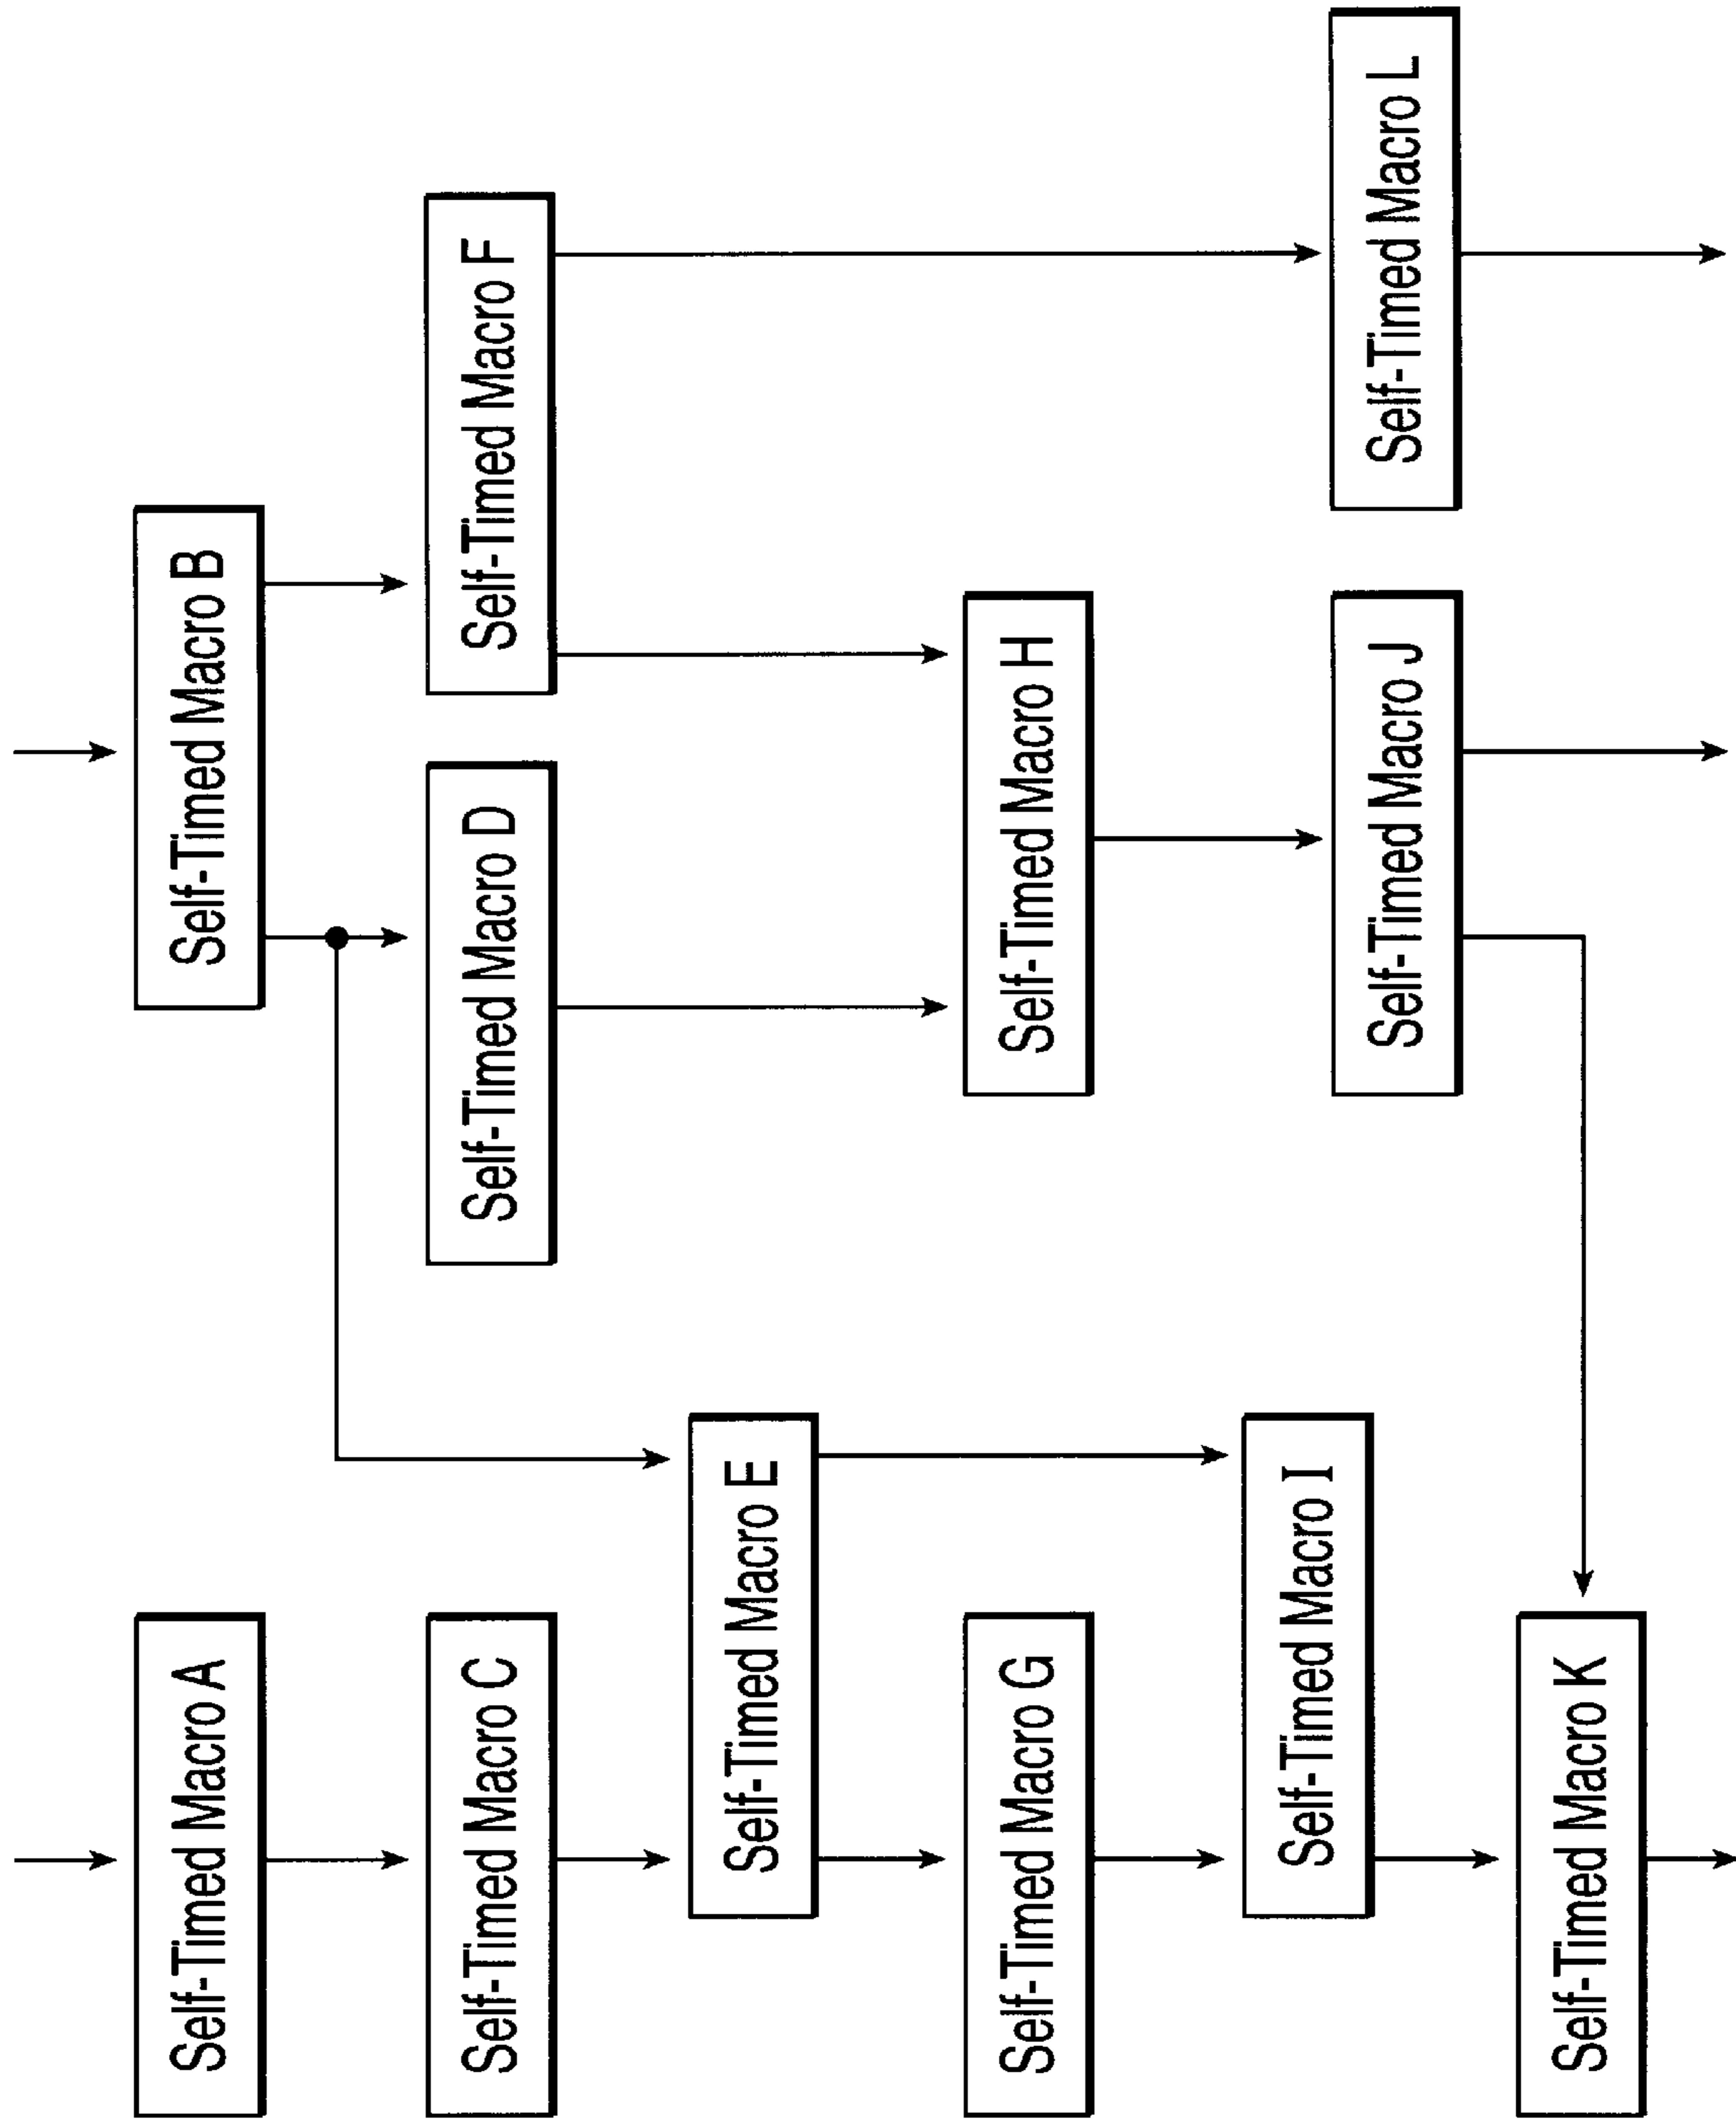 Self-Timed Macro A
Self-Timed Macro B
Self-Timed Macro C
Self-Timed Macro D
Self-Timed Macro F
Self-Timed Macro E
Self-Timed Macro G
Self-Timed Macro H
Self-Timed Macro I
Self-Timed Macro J
Self-Timed Macro L
Self-Timed Macro K